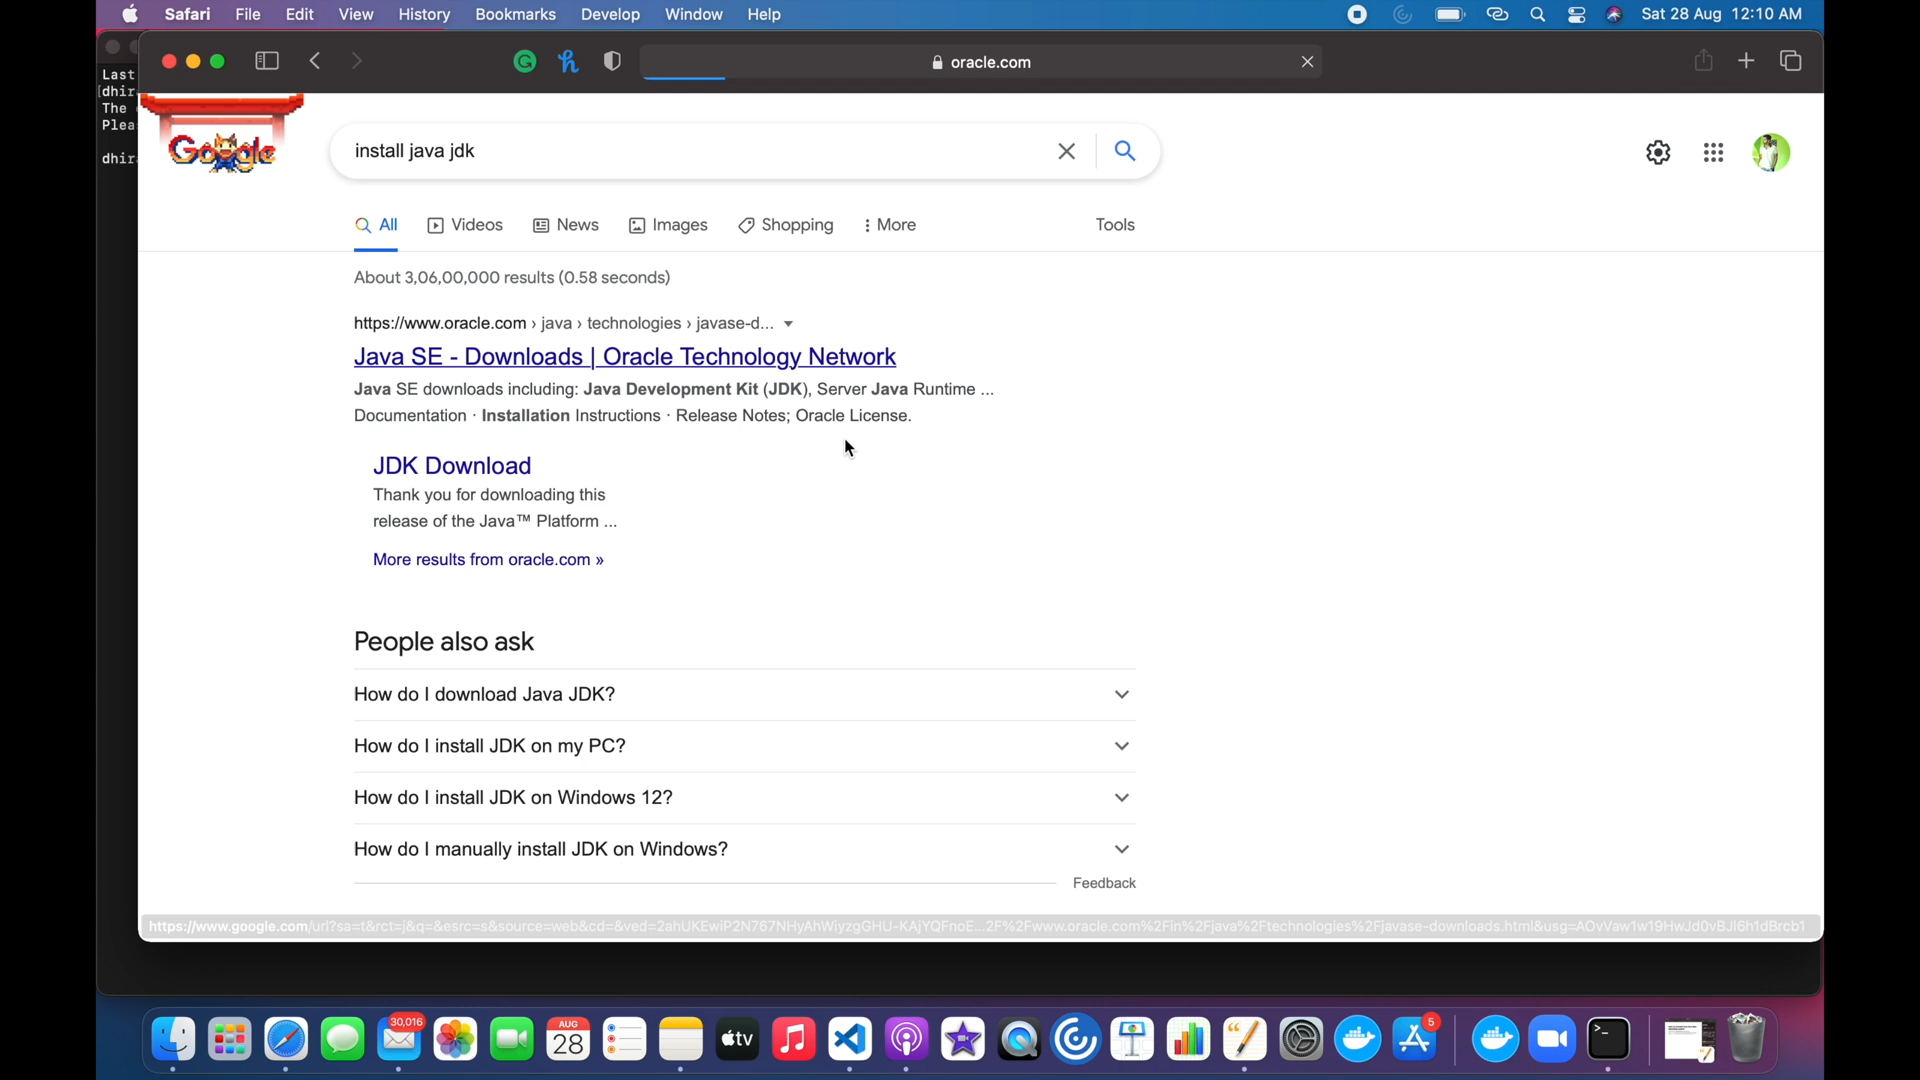 Safari File Edit View History Bookmarks Develop Window Help Sat 28 Aug 12:10 AM
oracle.com
Last
[dhir
The
Plea
dhir
Google
install java jdk
All Videos News Images Shopping More Tools
About 3,06,00,000 results (0.58 seconds)
https://www.oracle.com › java › technologies › javase-d...
Java SE - Downloads | Oracle Technology Network
Java SE downloads including: Java Development Kit (JDK), Server Java Runtime ...
Documentation · Installation Instructions · Release Notes; Oracle License.
JDK Download
Thank you for downloading this
release of the Java™ Platform ...
More results from oracle.com »
People also ask
How do I download Java JDK?
How do I install JDK on my PC?
How do I install JDK on Windows 12?
How do I manually install JDK on Windows?
Feedback
30,016
AUG
28
tv
5
>_